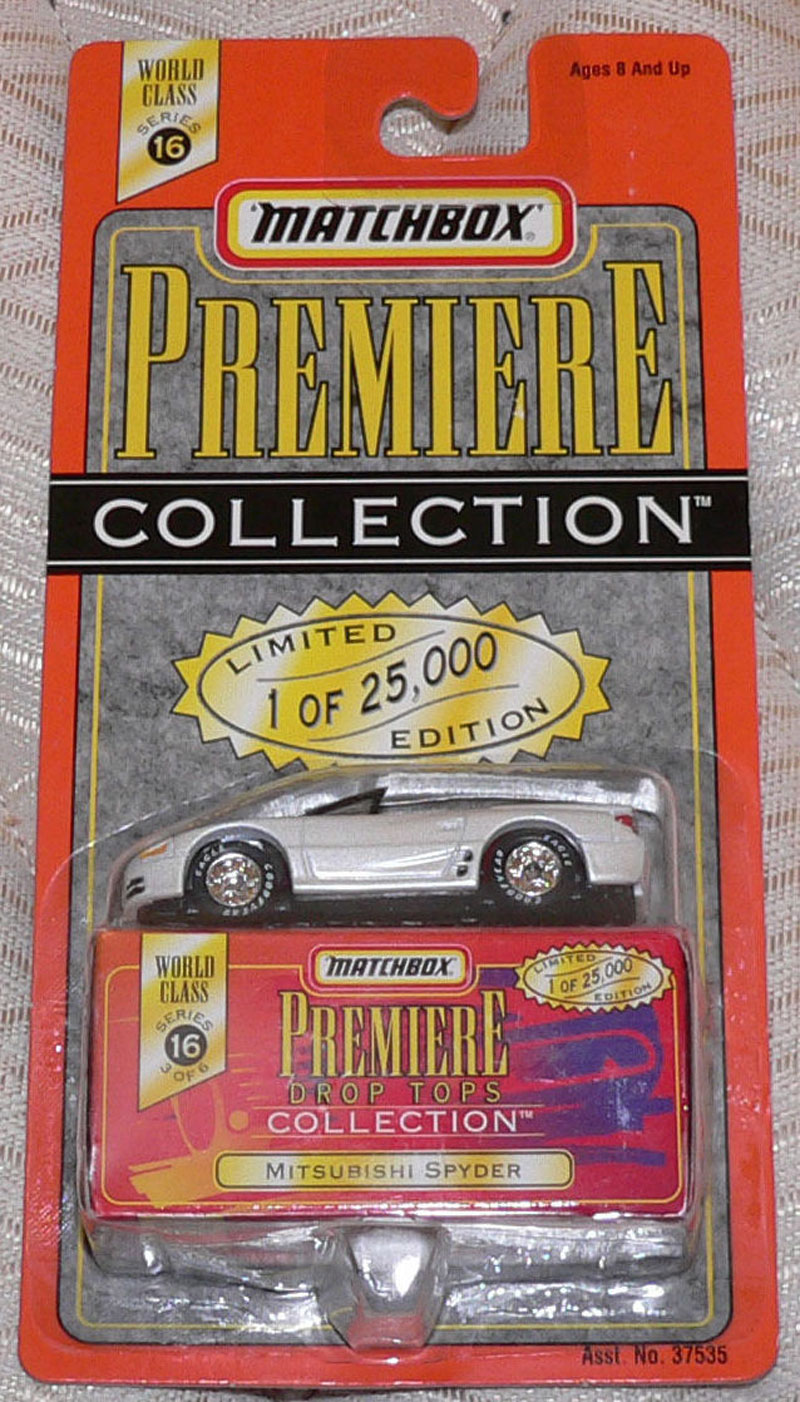 WORLD
CLASS
SERIES
16
Ages 8 And Up
"MATCHBOX"®
PREMIERE
COLLECTION™
LIMITED
1 OF 25,000
EDITION
EAGLE
GOODYEAR
EAGLE
GOODYEAR
WORLD
CLASS
SERIES
16
3 OF 6
"MATCHBOX"
LIMITED
1 OF 25,000
EDITION
PREMIERE
DROP TOPS
COLLECTION™
MITSUBISHI SPYDER
Asst. No. 37535